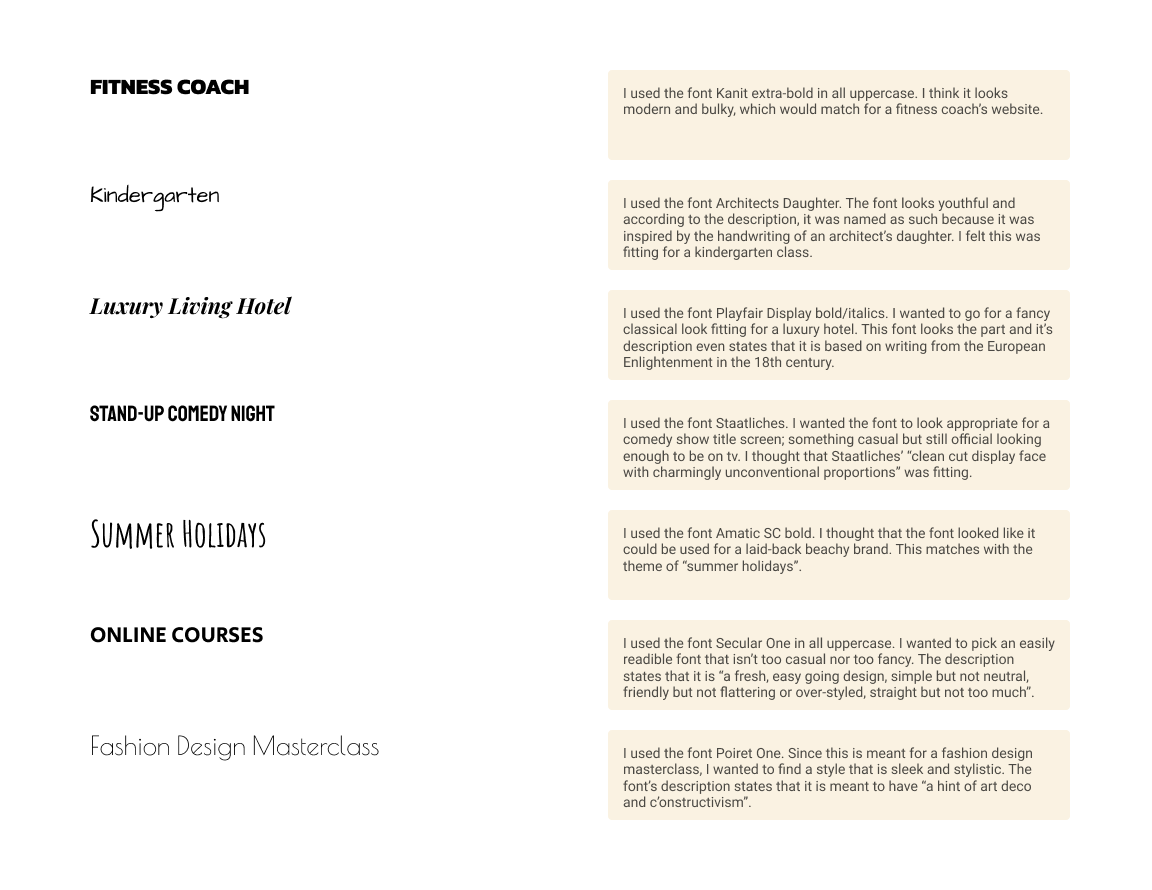 FITNESS COACH
I used the font Kanit extra-bold in all uppercase. I think it looks
modern and bulky, which would match for a fitness coach's website.
Kindergarten
I used the font Architects Daughter. The font looks youthful and
according to the description, it was named as such because it was
inspired by the handwriting of an architect's daughter. I felt this was
fitting for a kindergarten class.
Luxury Living Hotel
I used the font Playfair Display bold/italics. I wanted to go for a fancy
classical look fitting for a luxury hotel. This font looks the part and it's
description even states that it is based on writing from the European
Enlightenment in the 18th century.
STAND-UP COMEDY NIGHT
I used the font Staatliches. I wanted the font to look appropriate for a
comedy show title screen; something casual but still official looking
enough to be on tv. I thought that Staatliches' “clean cut display face
with charmingly unconventional proportions” was fitting.
Summer Holidays
I used the font Amatic SC bold. I thought that the font looked like it
could be used for a laid-back beachy brand. This matches with the
theme of “summer holidays”.
ONLINE COURSES
I used the font Secular One in all uppercase. I wanted to pick an easily
readible font that isn't too casual nor too fancy. The description
states that it is “a fresh, easy going design, simple but not neutral,
friendly but not flattering or over-styled, straight but not too much”.
Fashion Design Masterclass
I used the font Poiret One. Since this is meant for a fashion design
masterclass, I wanted to find a style that is sleek and stylistic. The
font's description states that it is meant to have “a hint of art deco
and c'onstructivism”.